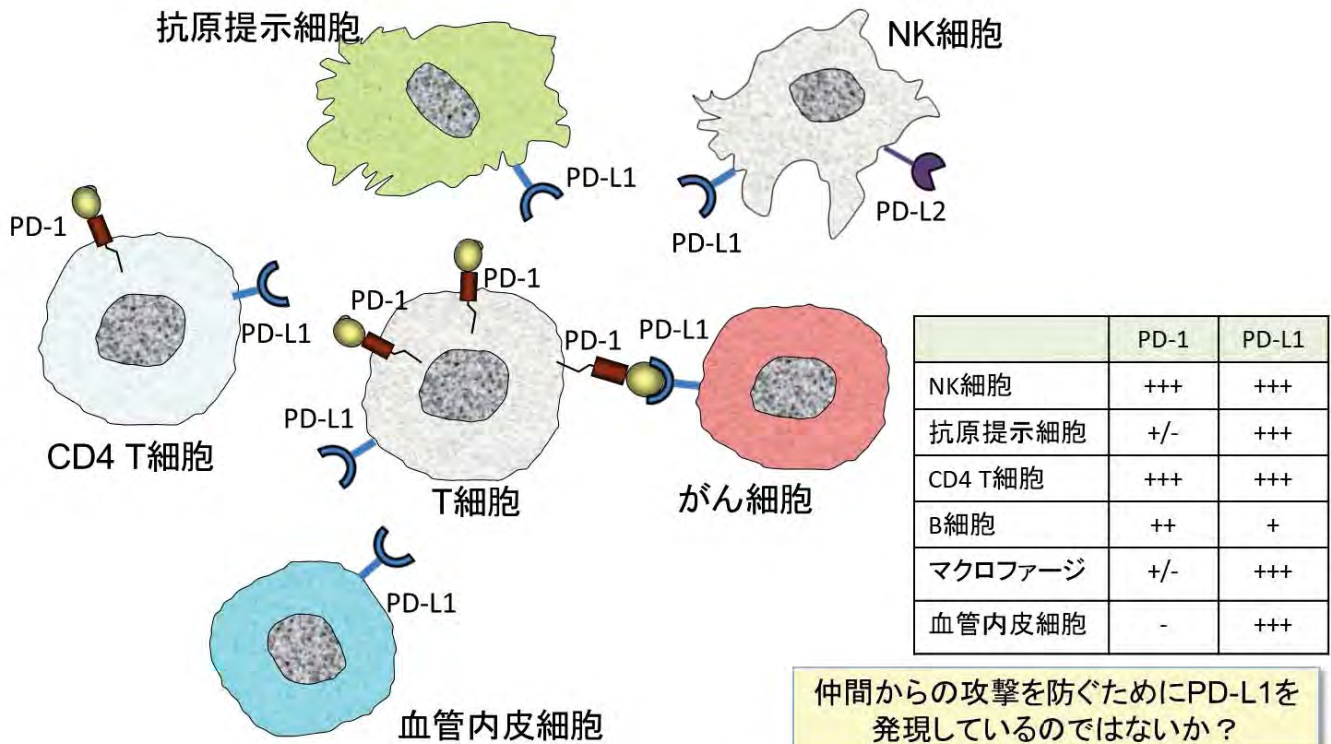 抗原提示細胞
NK細胞
PD-L1
PD-L2
PD-L1
PD-1
PD-L1
CD4 T細胞
PD-1
PD-1
PD-1
PD-L1
PD-L1
T細胞
がん細胞
PD-L1
血管内皮細胞
PD-1 PD-L1
NK細胞 +++ +++
抗原提示細胞 +/- +++
CD4 T細胞 +++ +++
B細胞 ++ +
マクロファージ +/- +++
血管内皮細胞 - +++
仲間からの攻撃を防ぐためにPD-L1を
発現しているのではないか？